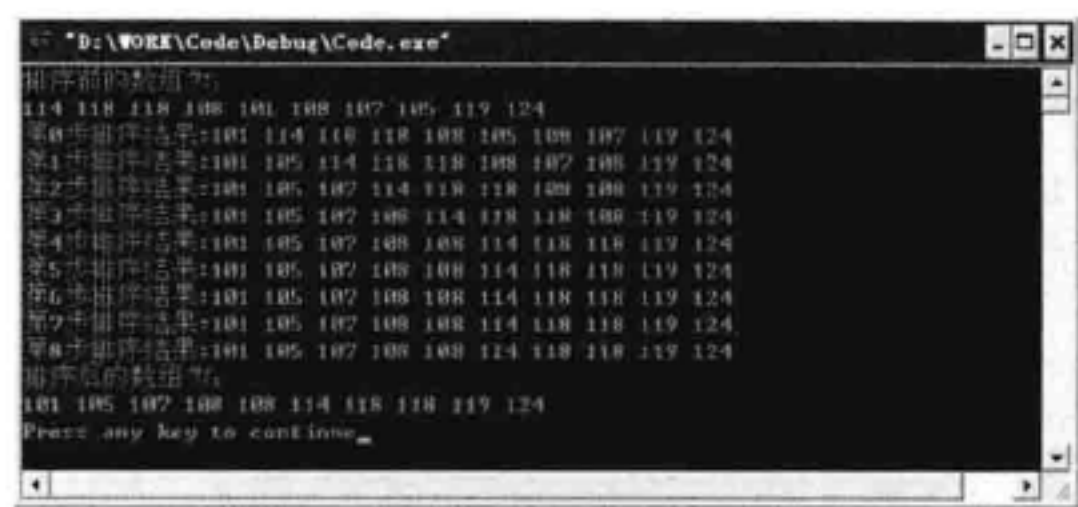 "D:\WORK\Code\Debug\Code.exe"
排序前的数组为:
114 118 118 108 101 108 107 105 119 124
第0步排序结果:101 114 118 118 108 105 108 107 119 124
第1步排序结果:101 105 114 118 118 108 107 108 119 124
第2步排序结果:101 105 107 114 118 118 108 108 119 124
第3步排序结果:101 105 107 108 114 118 118 108 119 124
第4步排序结果:101 105 107 108 108 114 118 118 119 124
第5步排序结果:101 105 107 108 108 114 118 118 119 124
第6步排序结果:101 105 107 108 108 114 118 118 119 124
第7步排序结果:101 105 107 108 108 114 118 118 119 124
第8步排序结果:101 105 107 108 108 114 118 118 119 124
排序后的数组为:
101 105 107 108 108 114 118 118 119 124
Press any key to continue_